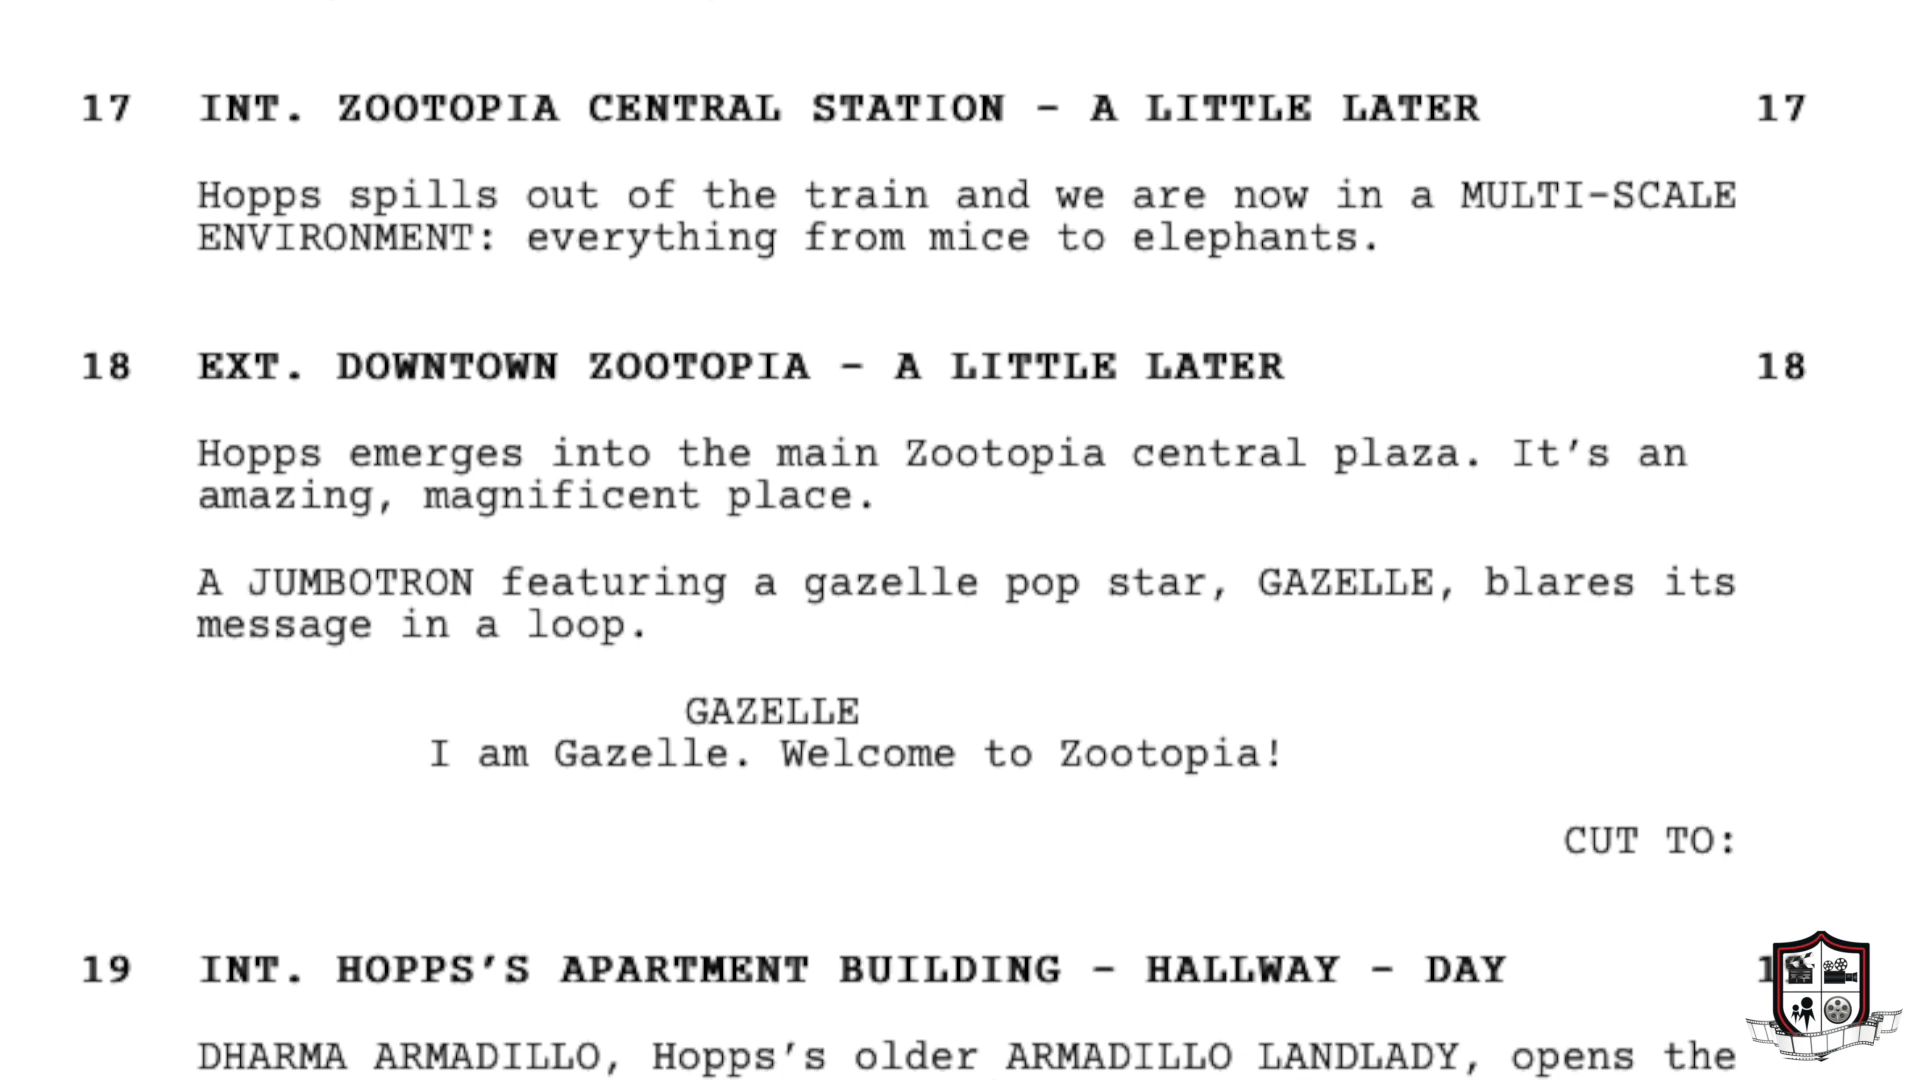 17 INT. ZOOTOPIA CENTRAL STATION - A LITTLE LATER 17
Hopps spills out of the train and we are now in a MULTI-SCALE
ENVIRONMENT: everything from mice to elephants.
18 EXT. DOWNTOWN ZOOTOPIA - A LITTLE LATER 18
Hopps emerges into the main Zootopia central plaza. It's an
amazing, magnificent place.
A JUMBOTRON featuring a gazelle pop star, GAZELLE, blares its
message in a loop.
GAZELLE
I am Gazelle. Welcome to Zootopia!
CUT TO:
19 INT. HOPPS'S APARTMENT BUILDING - HALLWAY - DAY
DHARMA ARMADILLO, Hopps's older ARMADILLO LANDLADY, opens the